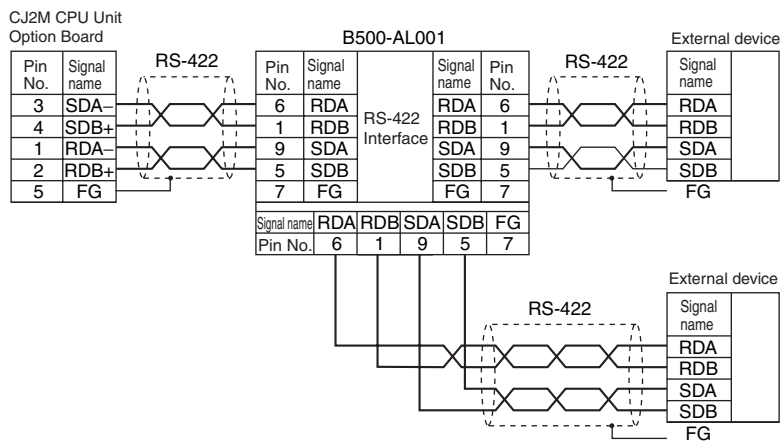 CJ2M CPU Unit
Option Board
B500-AL001
External device
RS-422
RS-422
Pin No. Signal name
3 SDA−
4 SDB+
1 RDA−
2 RDB+
5 FG
Pin No. Signal name
6 RDA
1 RDB
9 SDA
5 SDB
7 FG
RS-422
Interface
Signal name Pin No.
RDA 6
RDB 1
SDA 9
SDB 5
FG 7
Signal name
RDA
RDB
SDA
SDB
FG
Signal name RDA RDB SDA SDB FG
Pin No. 6 1 9 5 7
External device
RS-422
Signal name
RDA
RDB
SDA
SDB
FG